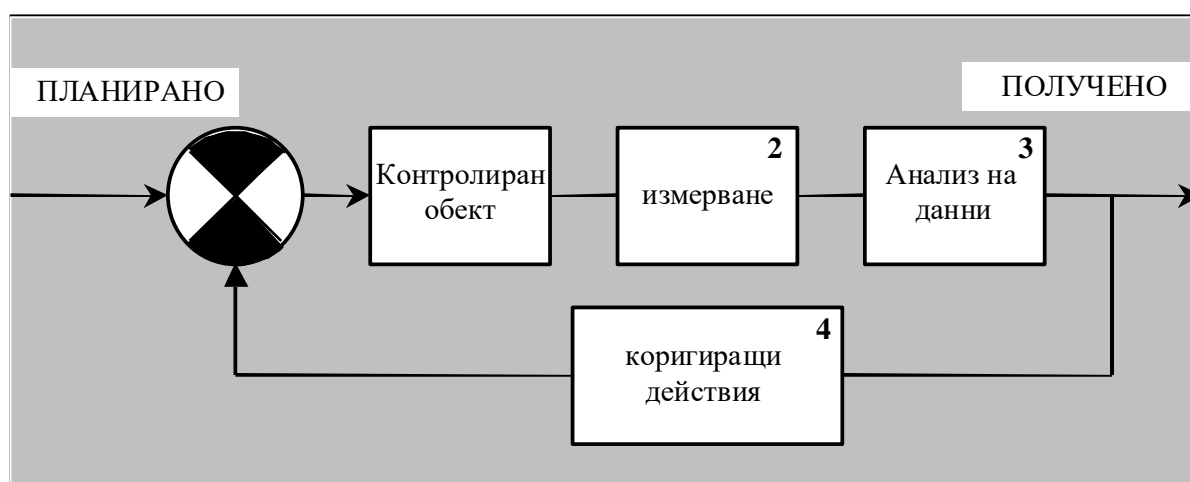 ПЛАНИРАНО
ПОЛУЧЕНО
Контролиран
обект
2
измерване
3
Анализ на
данни
4
коригиращи
действия